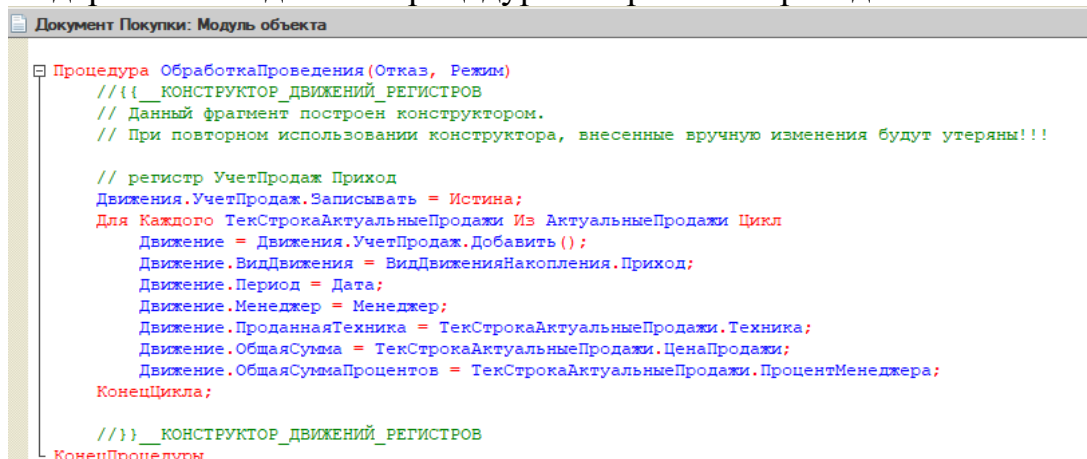 Документ Покупки: Модуль объекта
Процедура ОбработкаПроведения(Отказ, Режим)
//{{__КОНСТРУКТОР_ДВИЖЕНИЙ_РЕГИСТРОВ
// Данный фрагмент построен конструктором.
// При повторном использовании конструктора, внесенные вручную изменения будут утеряны!!!
// регистр УчетПродаж Приход
Движения.УчетПродаж.Записывать = Истина;
Для Каждого ТекСтрокаАктуальныеПродажи Из АктуальныеПродажи Цикл
Движение = Движения.УчетПродаж.Добавить();
Движение.ВидДвижения = ВидДвиженияНакопления.Приход;
Движение.Период = Дата;
Движение.Менеджер = Менеджер;
Движение.ПроданнаяТехника = ТекСтрокаАктуальныеПродажи.Техника;
Движение.ОбщаяСумма = ТекСтрокаАктуальныеПродажи.ЦенаПродажи;
Движение.ОбщаяСуммаПроцентов = ТекСтрокаАктуальныеПродажи.ПроцентМенеджера;
КонецЦикла;
//}}__КОНСТРУКТОР_ДВИЖЕНИЙ_РЕГИСТРОВ
КонецПроцедуры